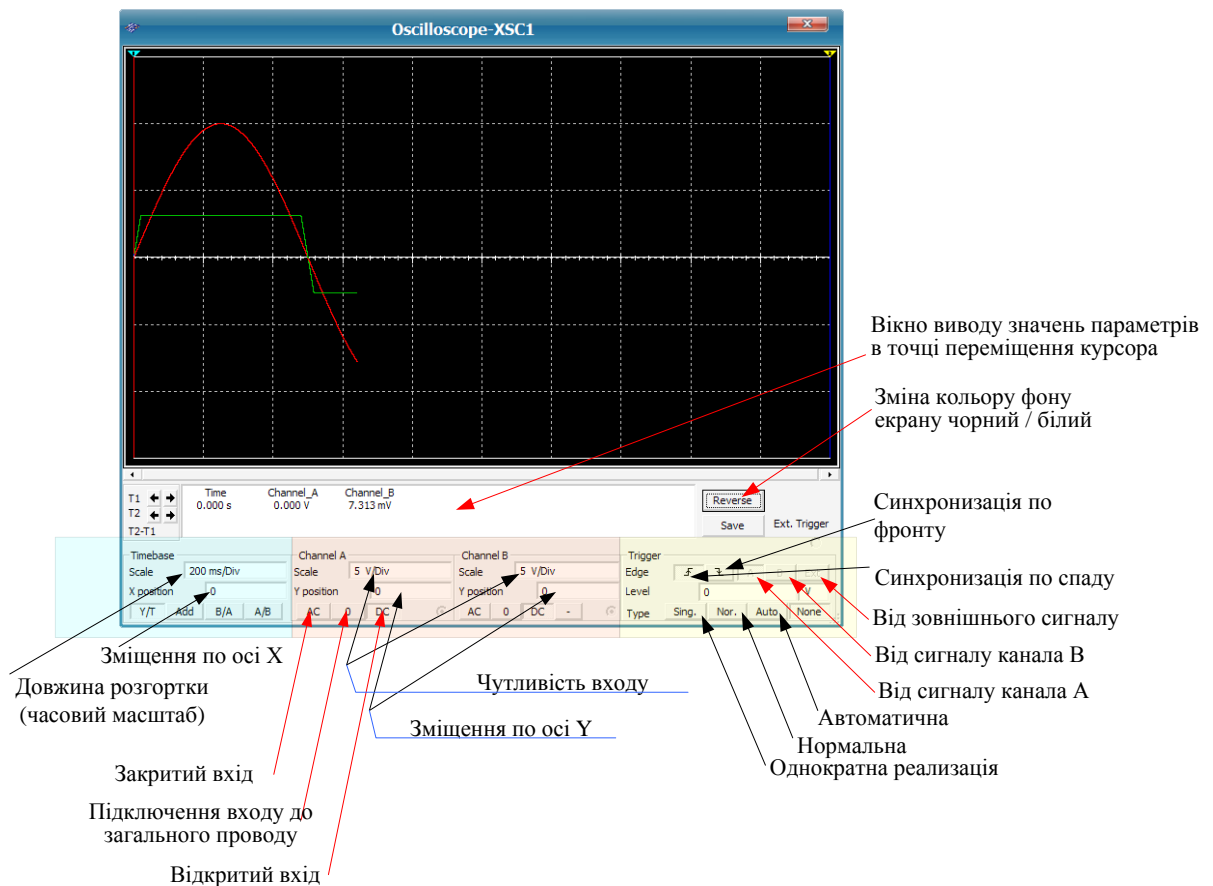 Oscilloscope-XSC1
Вікно виводу значень параметрів
в точці переміщення курсора
Зміна кольору фону
екрану чорний / білий
T1
T2
T2-T1
Time Channel_A Channel_B
0.000 s 0.000 V 7.313 mV
Reverse
Save Ext. Trigger
Синхронизація по
фронту
Timebase
Scale 200 ms/Div
X position 0
Y/T Add B/A A/B
Channel A
Scale 5 V/Div
Y position 0
AC 0 DC
Channel B
Scale 5 V/Div
Y position 0
AC 0 DC -
Trigger
Edge
Level 0 V
Type Sing. Nor. Auto None
Синхронизація по спаду
Від зовнішнього сигналу
Від сигналу канала B
Від сигналу канала A
Автоматична
Нормальна
Однократна реализація
Зміщення по осі X
Довжина розгортки
(часовий масштаб)
Чутливість входу
Зміщення по осі Y
Закритий вхід
Підключення входу до
загального проводу
Відкритий вхід